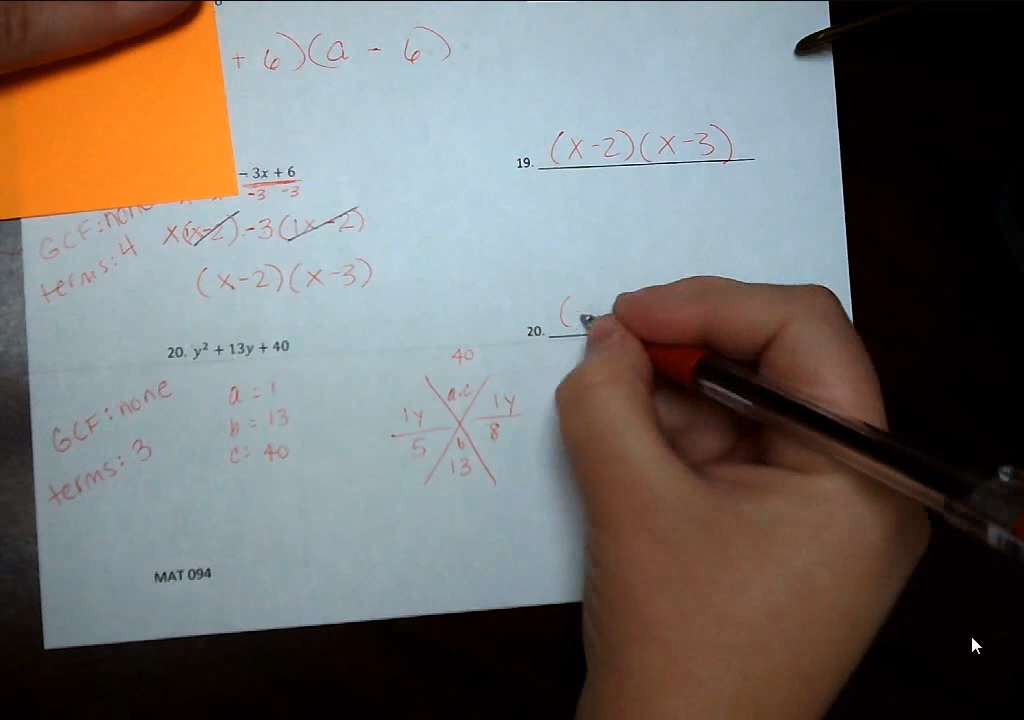 + 6)(a - 6)
19. (x-2)(x-3)
- 3x + 6
-3 -3
GCF: none
terms: 4
x(x-2)-3(1x-2)
(x-2)(x-3)
20. (
20. y² + 13y + 40
GCF: none
terms: 3
a = 1
b = 13
c = 40
40
a·c
1y 1y
5 8
b
13
MAT 094